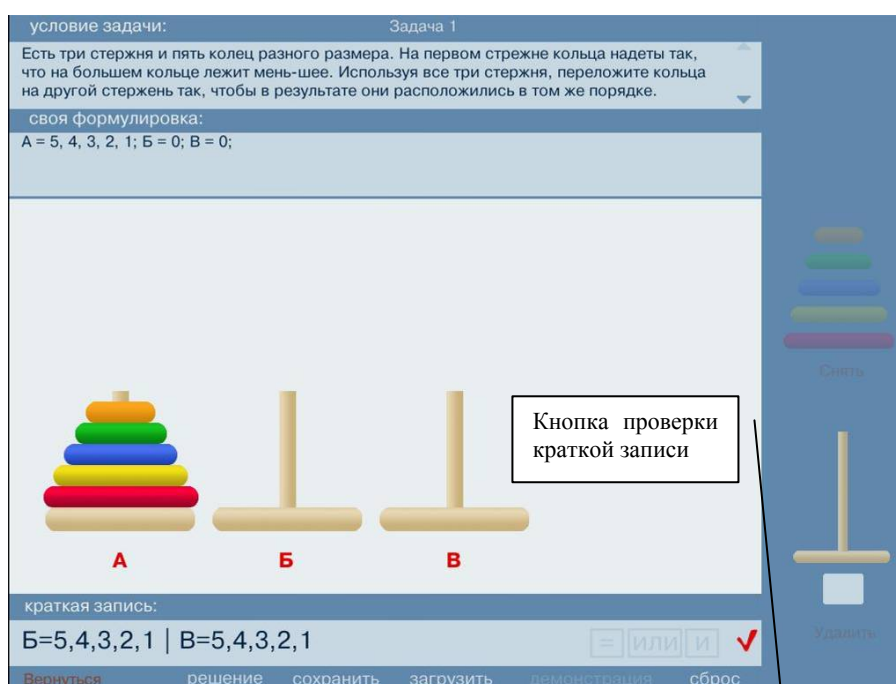 условие задачи:
Задача 1
Есть три стержня и пять колец разного размера. На первом стрежне кольца надеты так,
что на большем кольце лежит мень-шее. Используя все три стержня, переложите кольца
на другой стержень так, чтобы в результате они расположились в том же порядке.
своя формулировка:
А = 5, 4, 3, 2, 1; Б = 0; В = 0;
Снять
Кнопка проверки
краткой записи
А Б В
краткая запись:
Б=5,4,3,2,1 | В=5,4,3,2,1
= или и
Удалить
Вернуться решение сохранить загрузить демонстрация сброс